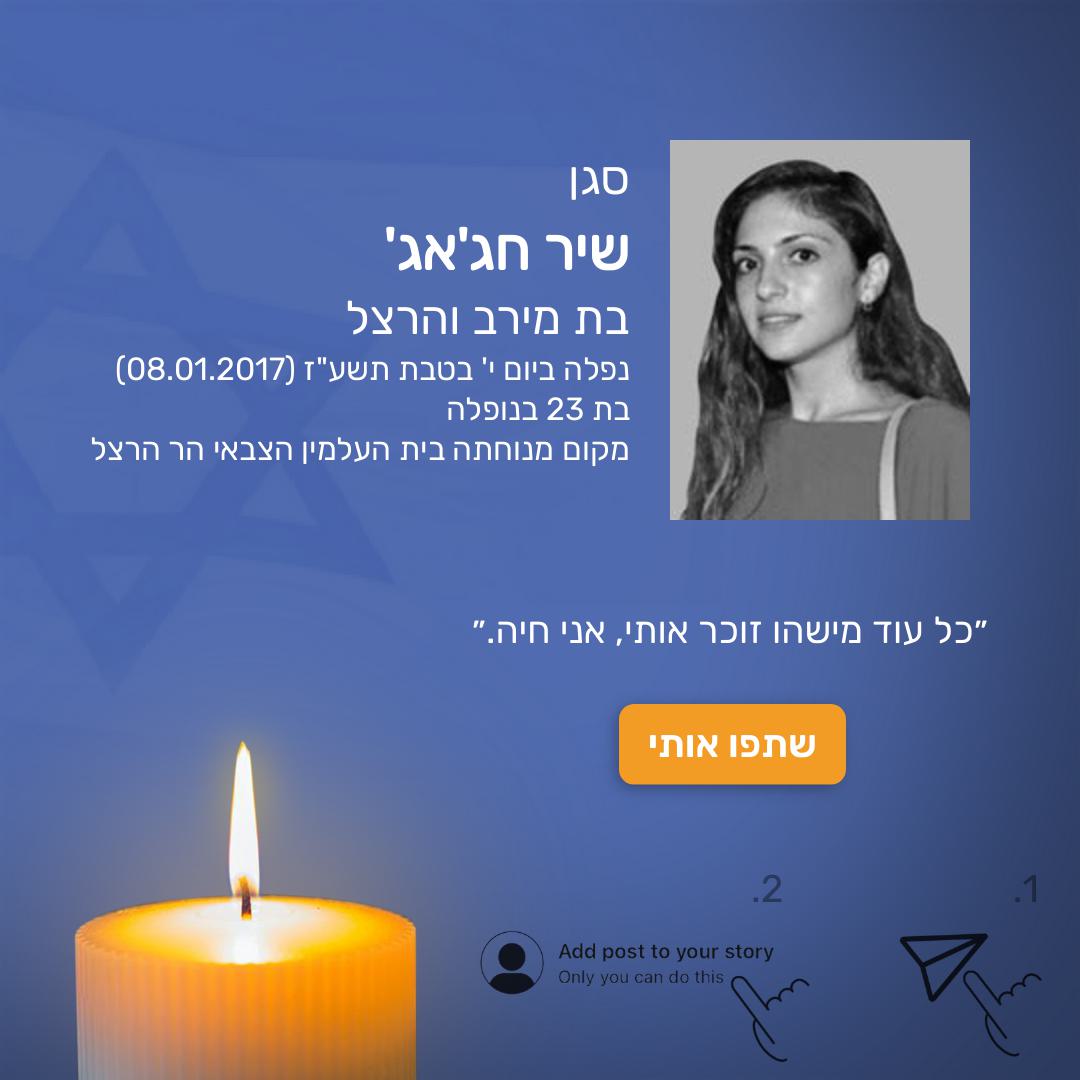 סגן
שיר חג'אג'
בת מירב והרצל
נפלה ביום י' בטבת תשע"ז (08.01.2017)
בת 23 בנופלה
מקום מנוחתה בית העלמין הצבאי הר הרצל
״כל עוד מישהו זוכר אותי, אני חיה.״
שתפו אותי
.1
.2
Add post to your story
Only you can do this